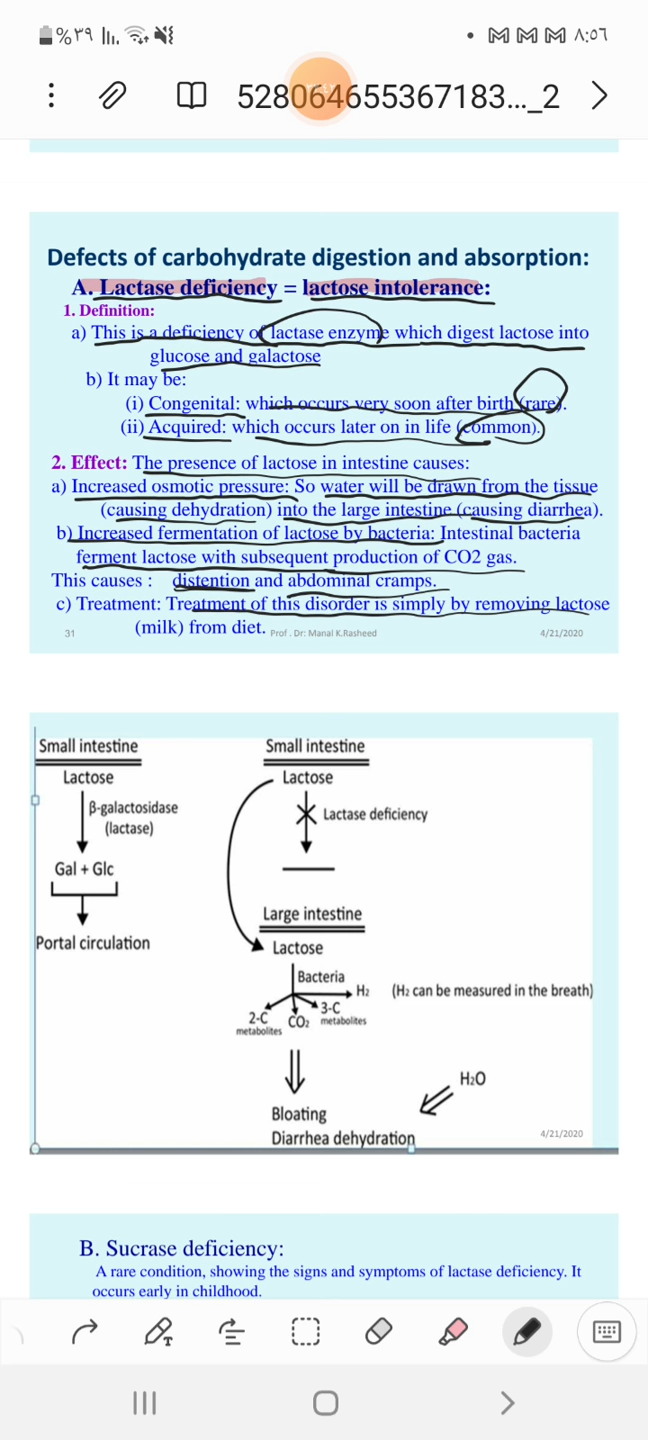 %٣٩
٨:٥٦
528064655367183..._2
Defects of carbohydrate digestion and absorption:
A. Lactase deficiency = lactose intolerance:
1. Definition:
a) This is a deficiency of lactase enzyme which digest lactose into
glucose and galactose
b) It may be:
(i) Congenital: which occurs very soon after birth (rare).
(ii) Acquired: which occurs later on in life (common).
2. Effect: The presence of lactose in intestine causes:
a) Increased osmotic pressure: So water will be drawn from the tissue
(causing dehydration) into the large intestine (causing diarrhea).
b) Increased fermentation of lactose by bacteria: Intestinal bacteria
ferment lactose with subsequent production of CO2 gas.
This causes : distention and abdominal cramps.
c) Treatment: Treatment of this disorder is simply by removing lactose
(milk) from diet.
31
Prof . Dr: Manal K.Rasheed
4/21/2020
Small intestine
Lactose
β-galactosidase
(lactase)
Gal + Glc
Portal circulation
Small intestine
Lactose
Lactase deficiency
Large intestine
Lactose
Bacteria
H₂ (H₂ can be measured in the breath)
2-C
metabolites
CO₂
3-C
metabolites
H₂O
Bloating
Diarrhea dehydration
4/21/2020
B. Sucrase deficiency:
A rare condition, showing the signs and symptoms of lactase deficiency. It
occurs early in childhood.